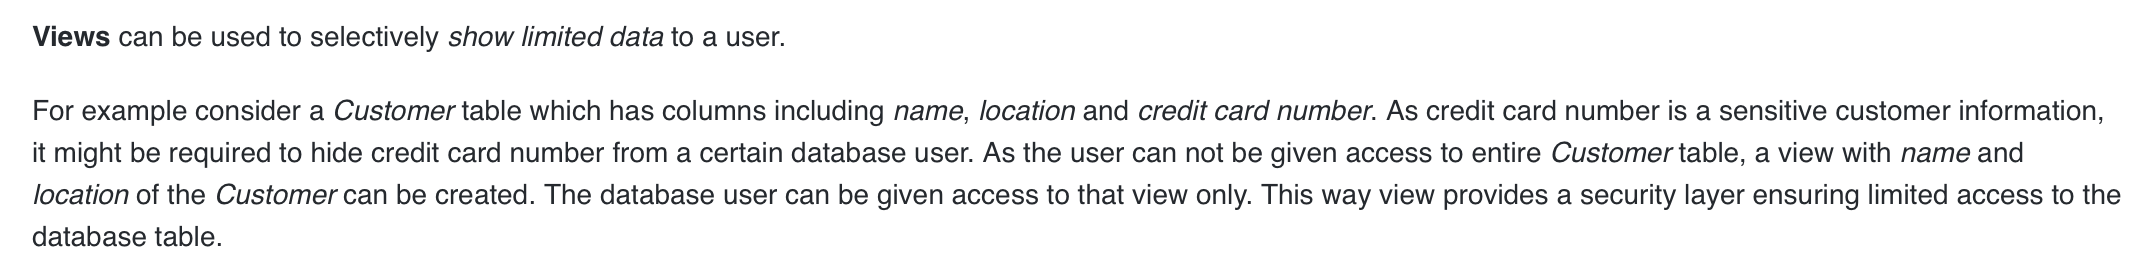 Views can be used to selectively show limited data to a user.
For example consider a Customer table which has columns including name, location and credit card number. As credit card number is a sensitive customer information,
it might be required to hide credit card number from a certain database user. As the user can not be given access to entire Customer table, a view with name and
location of the Customer can be created. The database user can be given access to that view only. This way view provides a security layer ensuring limited access to the
database table.